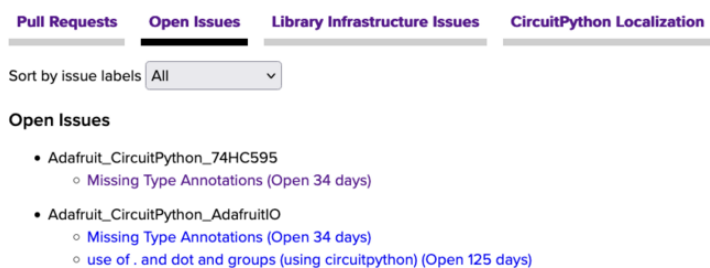 Pull Requests Open Issues Library Infrastructure Issues CircuitPython Localization
Sort by issue labels All
Open Issues
Adafruit_CircuitPython_74HC595
Missing Type Annotations (Open 34 days)
Adafruit_CircuitPython_AdafruitIO
Missing Type Annotations (Open 34 days)
use of . and dot and groups (using circuitpython) (Open 125 days)